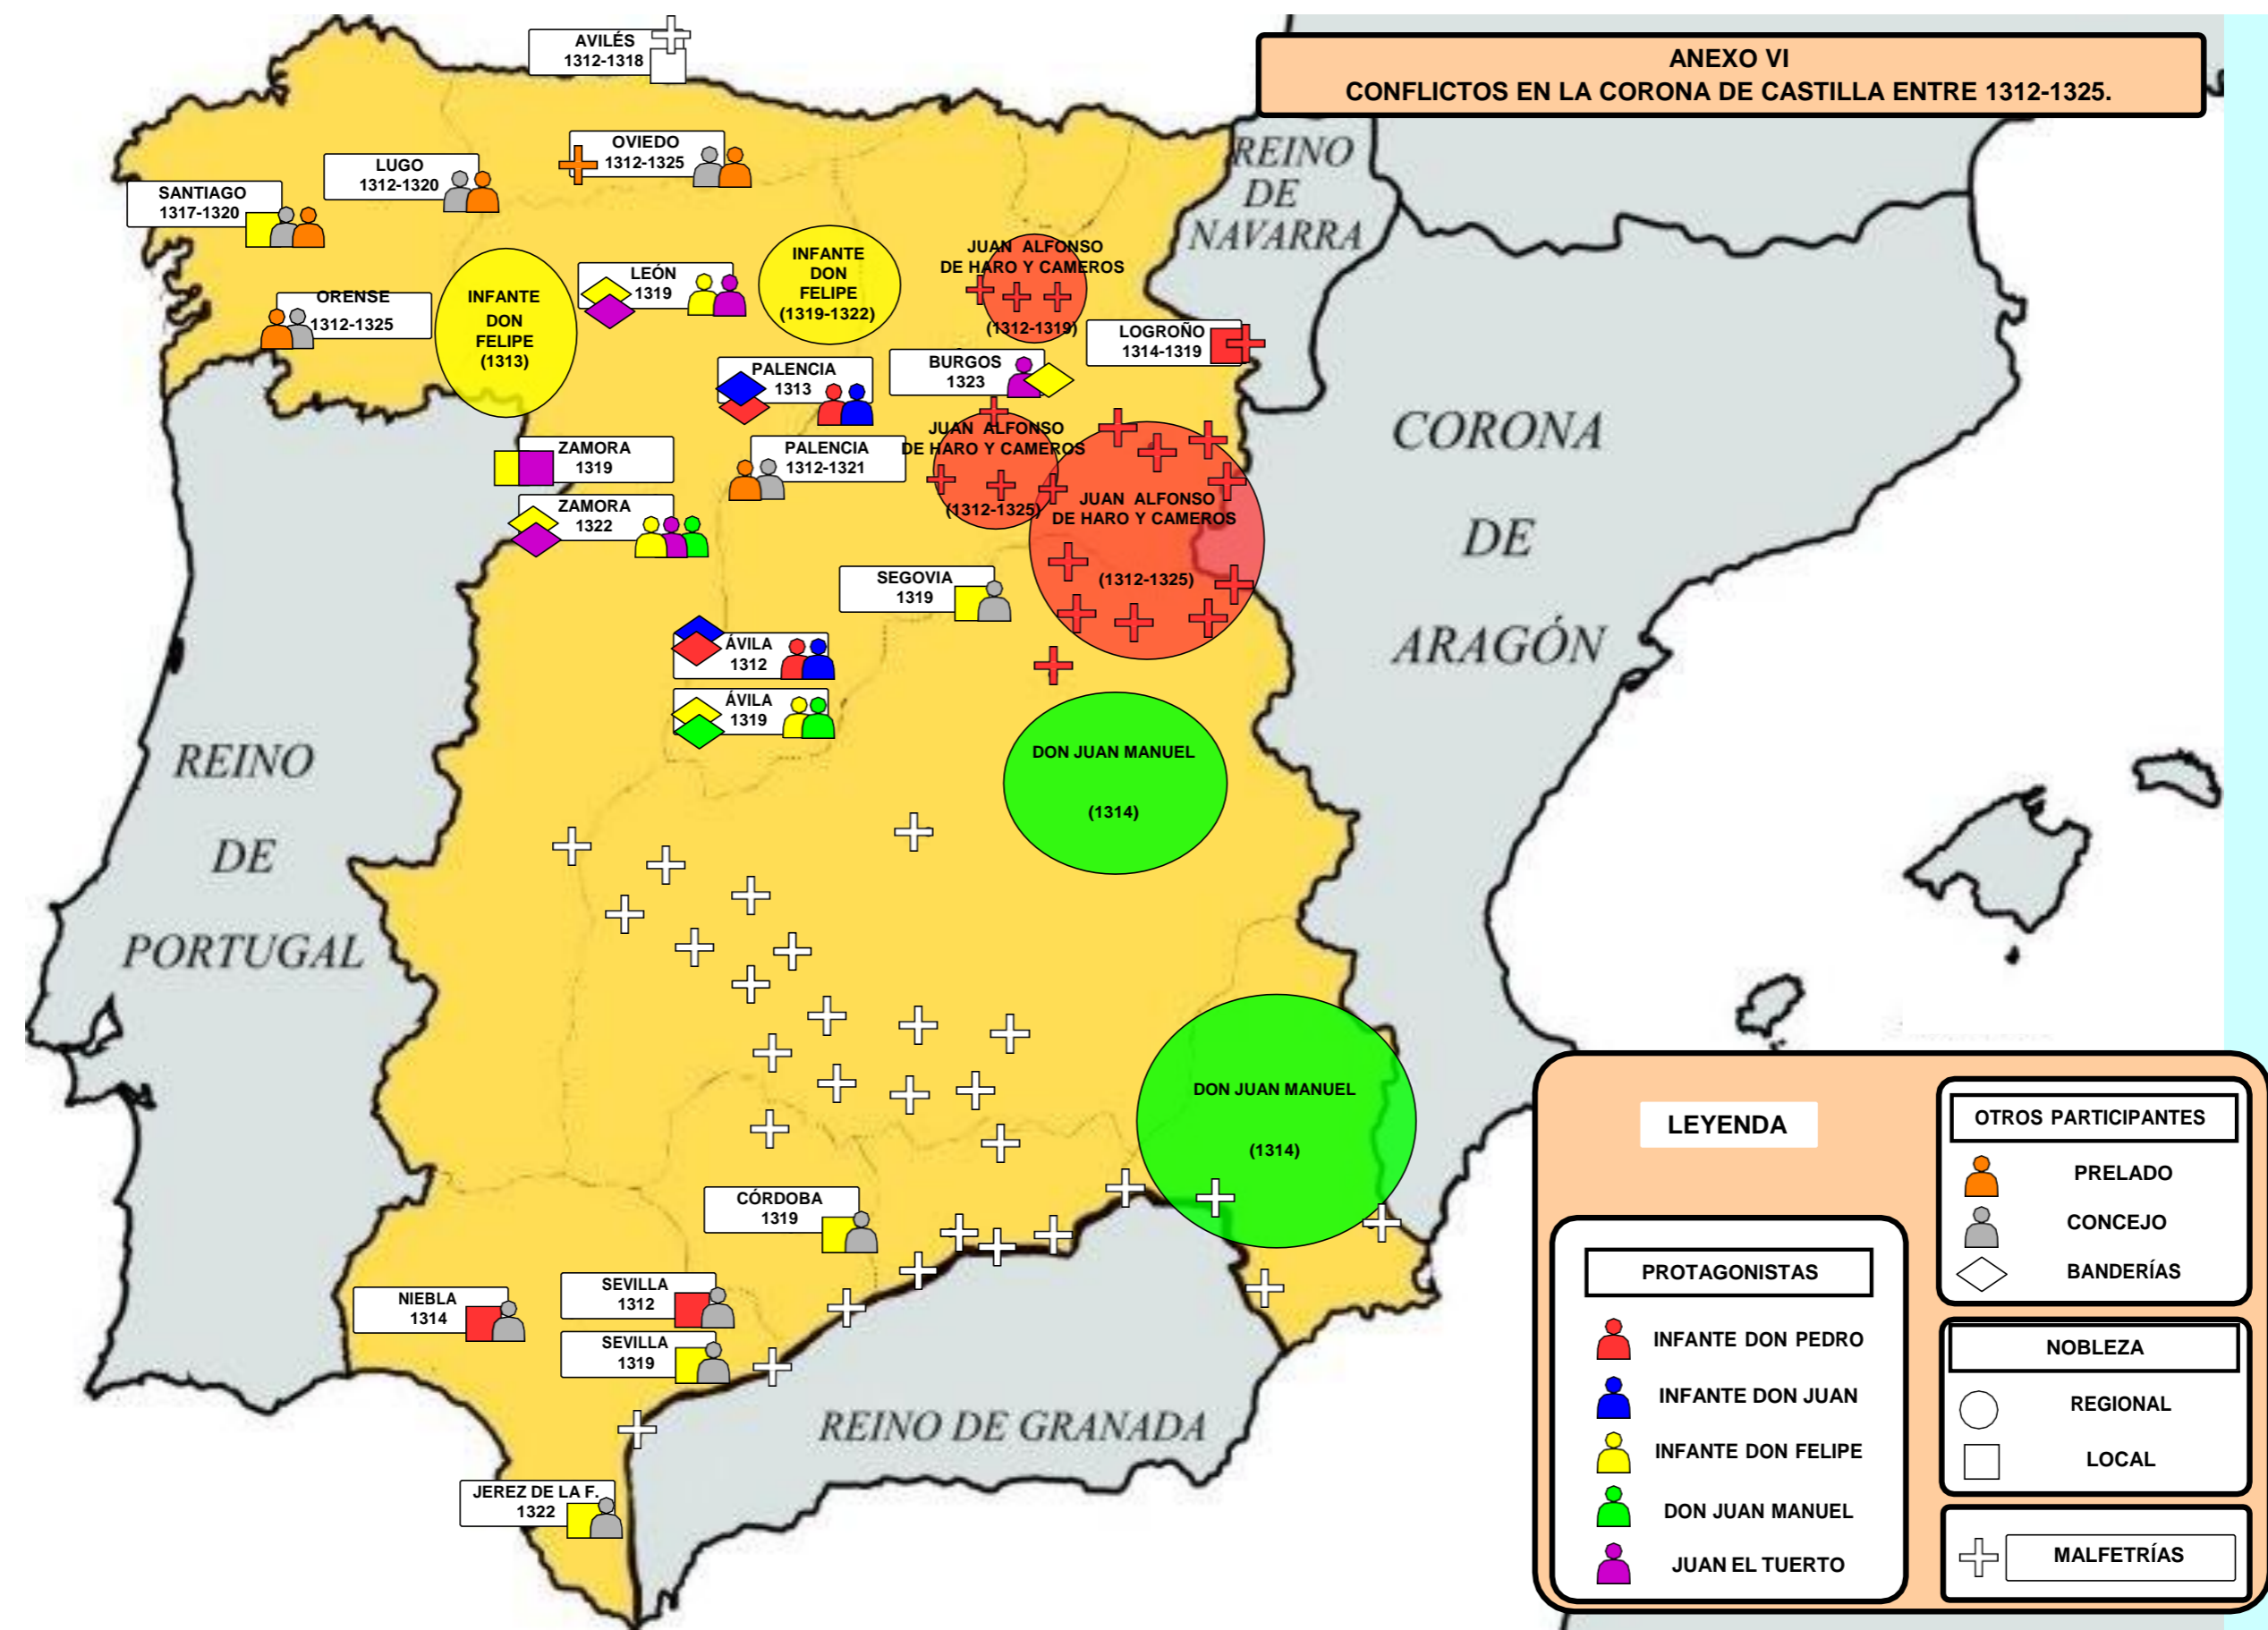 ANEXO VI
CONFLICTOS EN LA CORONA DE CASTILLA ENTRE 1312-1325.
AVILÉS
1312-1318
OVIEDO
1312-1325
LUGO
1312-1320
SANTIAGO
1317-1320
ORENSE
1312-1325
INFANTE
DON
FELIPE
(1313)
LEÓN
1319
INFANTE
DON
FELIPE
(1319-1322)
JUAN ALFONSO
DE HARO Y CAMEROS
(1312-1319)
LOGROÑO
1314-1319
REINO
DE
NAVARRA
PALENCIA
1313
BURGOS
1323
ZAMORA
1319
PALENCIA
1312-1321
JUAN ALFONSO
DE HARO Y CAMEROS
(1312-1325)
JUAN ALFONSO
DE HARO Y CAMEROS
(1312-1325)
ZAMORA
1322
SEGOVIA
1319
ÁVILA
1312
ÁVILA
1319
CORONA
DE
ARAGÓN
REINO
DE
PORTUGAL
DON JUAN MANUEL
(1314)
DON JUAN MANUEL
(1314)
CÓRDOBA
1319
NIEBLA
1314
SEVILLA
1312
SEVILLA
1319
JEREZ DE LA F.
1322
REINO DE GRANADA
LEYENDA
PROTAGONISTAS
INFANTE DON PEDRO
INFANTE DON JUAN
INFANTE DON FELIPE
DON JUAN MANUEL
JUAN EL TUERTO
OTROS PARTICIPANTES
PRELADO
CONCEJO
BANDERÍAS
NOBLEZA
REGIONAL
LOCAL
MALFETRÍAS